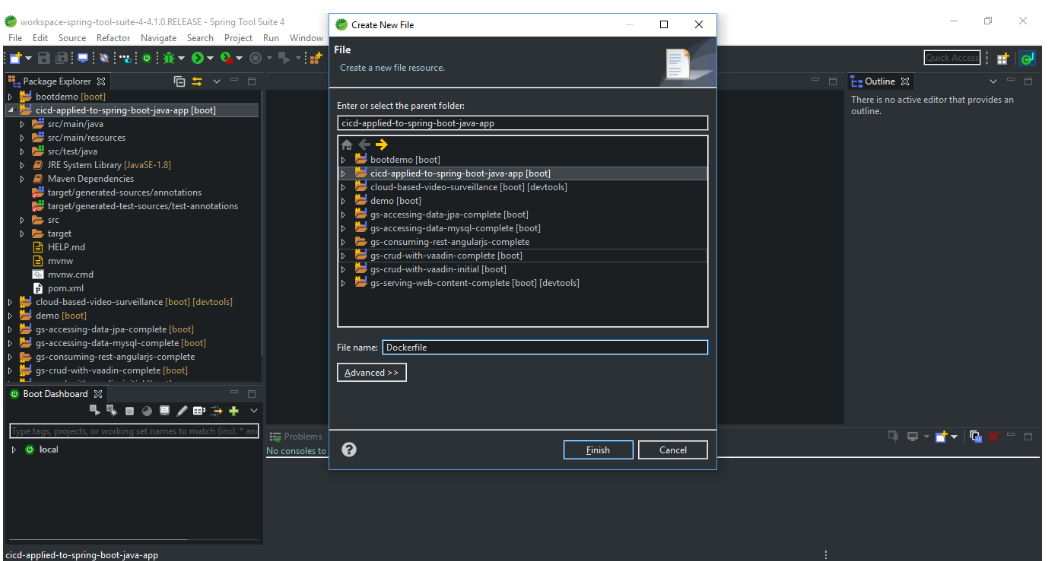 workspace-spring-tool-suite-4-4.1.0.RELEASE - Spring Tool Suite 4
File Edit Source Refactor Navigate Search Project Run Window
Quick Access
Package Explorer
bootdemo [boot]
cicd-applied-to-spring-boot-java-app [boot]
src/main/java
src/main/resources
src/test/java
JRE System Library [JavaSE-1.8]
Maven Dependencies
target/generated-sources/annotations
target/generated-test-sources/test-annotations
src
target
HELP.md
mvnw
mvnw.cmd
pom.xml
cloud-based-video-surveillance [boot] [devtools]
demo [boot]
gs-accessing-data-jpa-complete [boot]
gs-accessing-data-mysql-complete [boot]
gs-consuming-rest-angularjs-complete
gs-crud-with-vaadin-complete [boot]
Boot Dashboard
Type tags, projects, or working set names to match (incl. * an
local
Create New File
File
Create a new file resource.
Enter or select the parent folder:
cicd-applied-to-spring-boot-java-app
bootdemo [boot]
cicd-applied-to-spring-boot-java-app [boot]
cloud-based-video-surveillance [boot] [devtools]
demo [boot]
gs-accessing-data-jpa-complete [boot]
gs-accessing-data-mysql-complete [boot]
gs-consuming-rest-angularjs-complete
gs-crud-with-vaadin-complete [boot]
gs-crud-with-vaadin-initial [boot]
gs-serving-web-content-complete [boot] [devtools]
File name: Dockerfile
Advanced >>
Finish Cancel
Outline
There is no active editor that provides an
outline.
Problems
No consoles to
cicd-applied-to-spring-boot-java-app